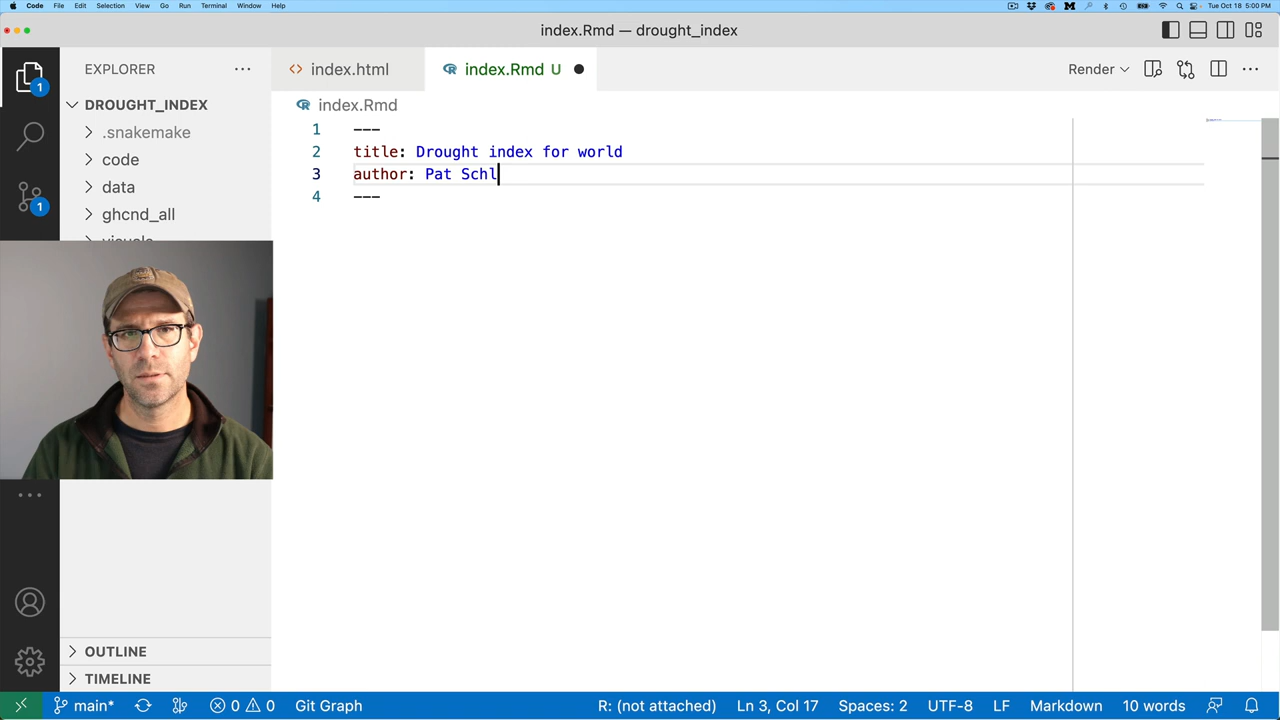 Code File Edit Selection View Go Run Terminal Window Help
Tue Oct 18 5:00 PM
index.Rmd — drought_index
EXPLORER
index.html
index.Rmd U
Render
DROUGHT_INDEX
index.Rmd
.snakemake
code
data
ghcnd_all
1
1
1 ---
2 title: Drought index for world
3 author: Pat Schl
4 ---
OUTLINE
TIMELINE
main* 0 0 Git Graph
R: (not attached) Ln 3, Col 17 Spaces: 2 UTF-8 LF Markdown 10 words